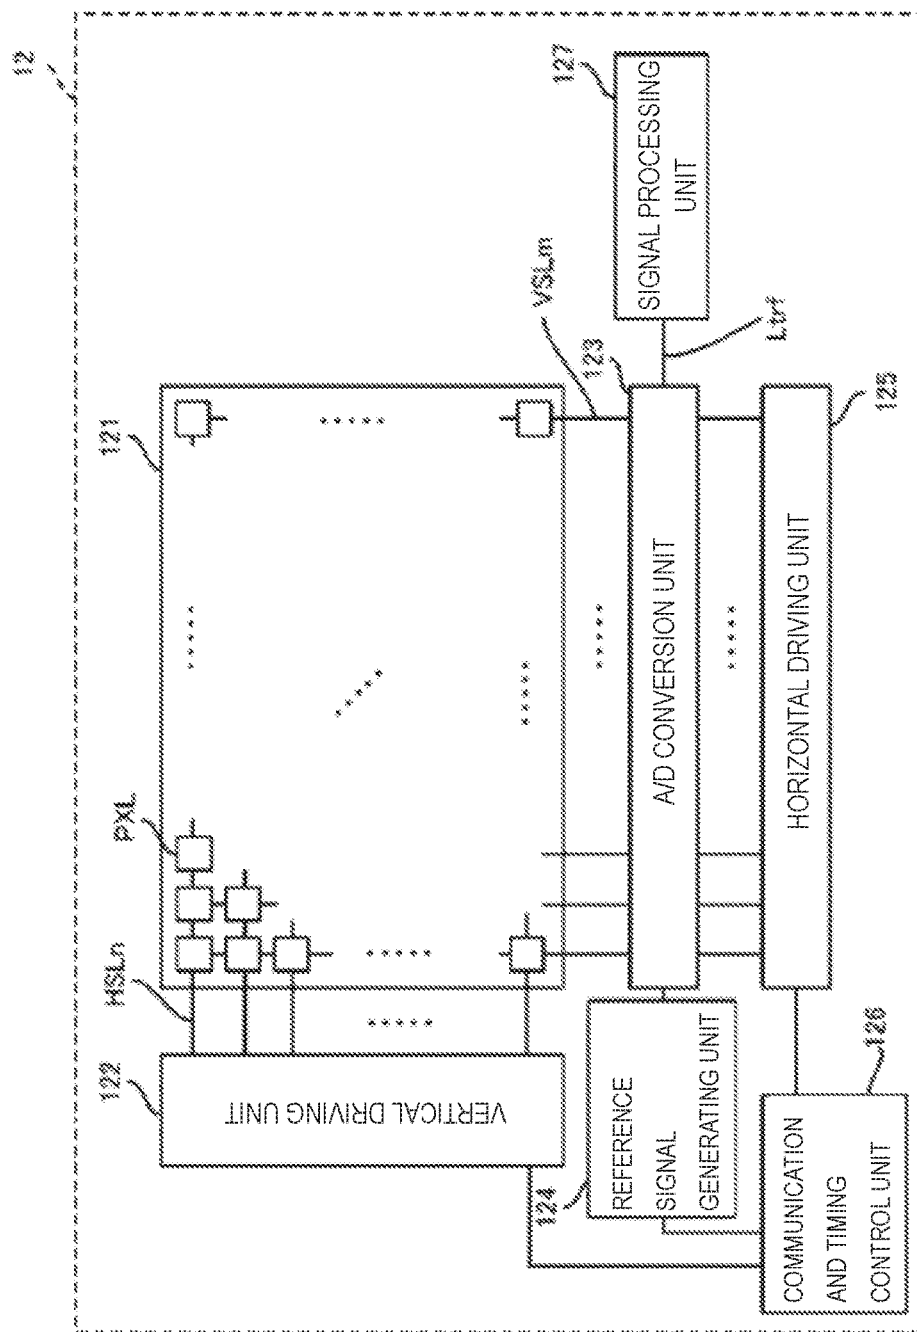 12
121
122
HSLn
PXL
VERTICAL DRIVING UNIT
VSLm
123
127
SIGNAL PROCESSING
UNIT
Ltrf
124
REFERENCE
SIGNAL
GENERATING UNIT
A/D CONVERSION UNIT
125
HORIZONTAL DRIVING UNIT
126
COMMUNICATION
AND TIMING
CONTROL UNIT